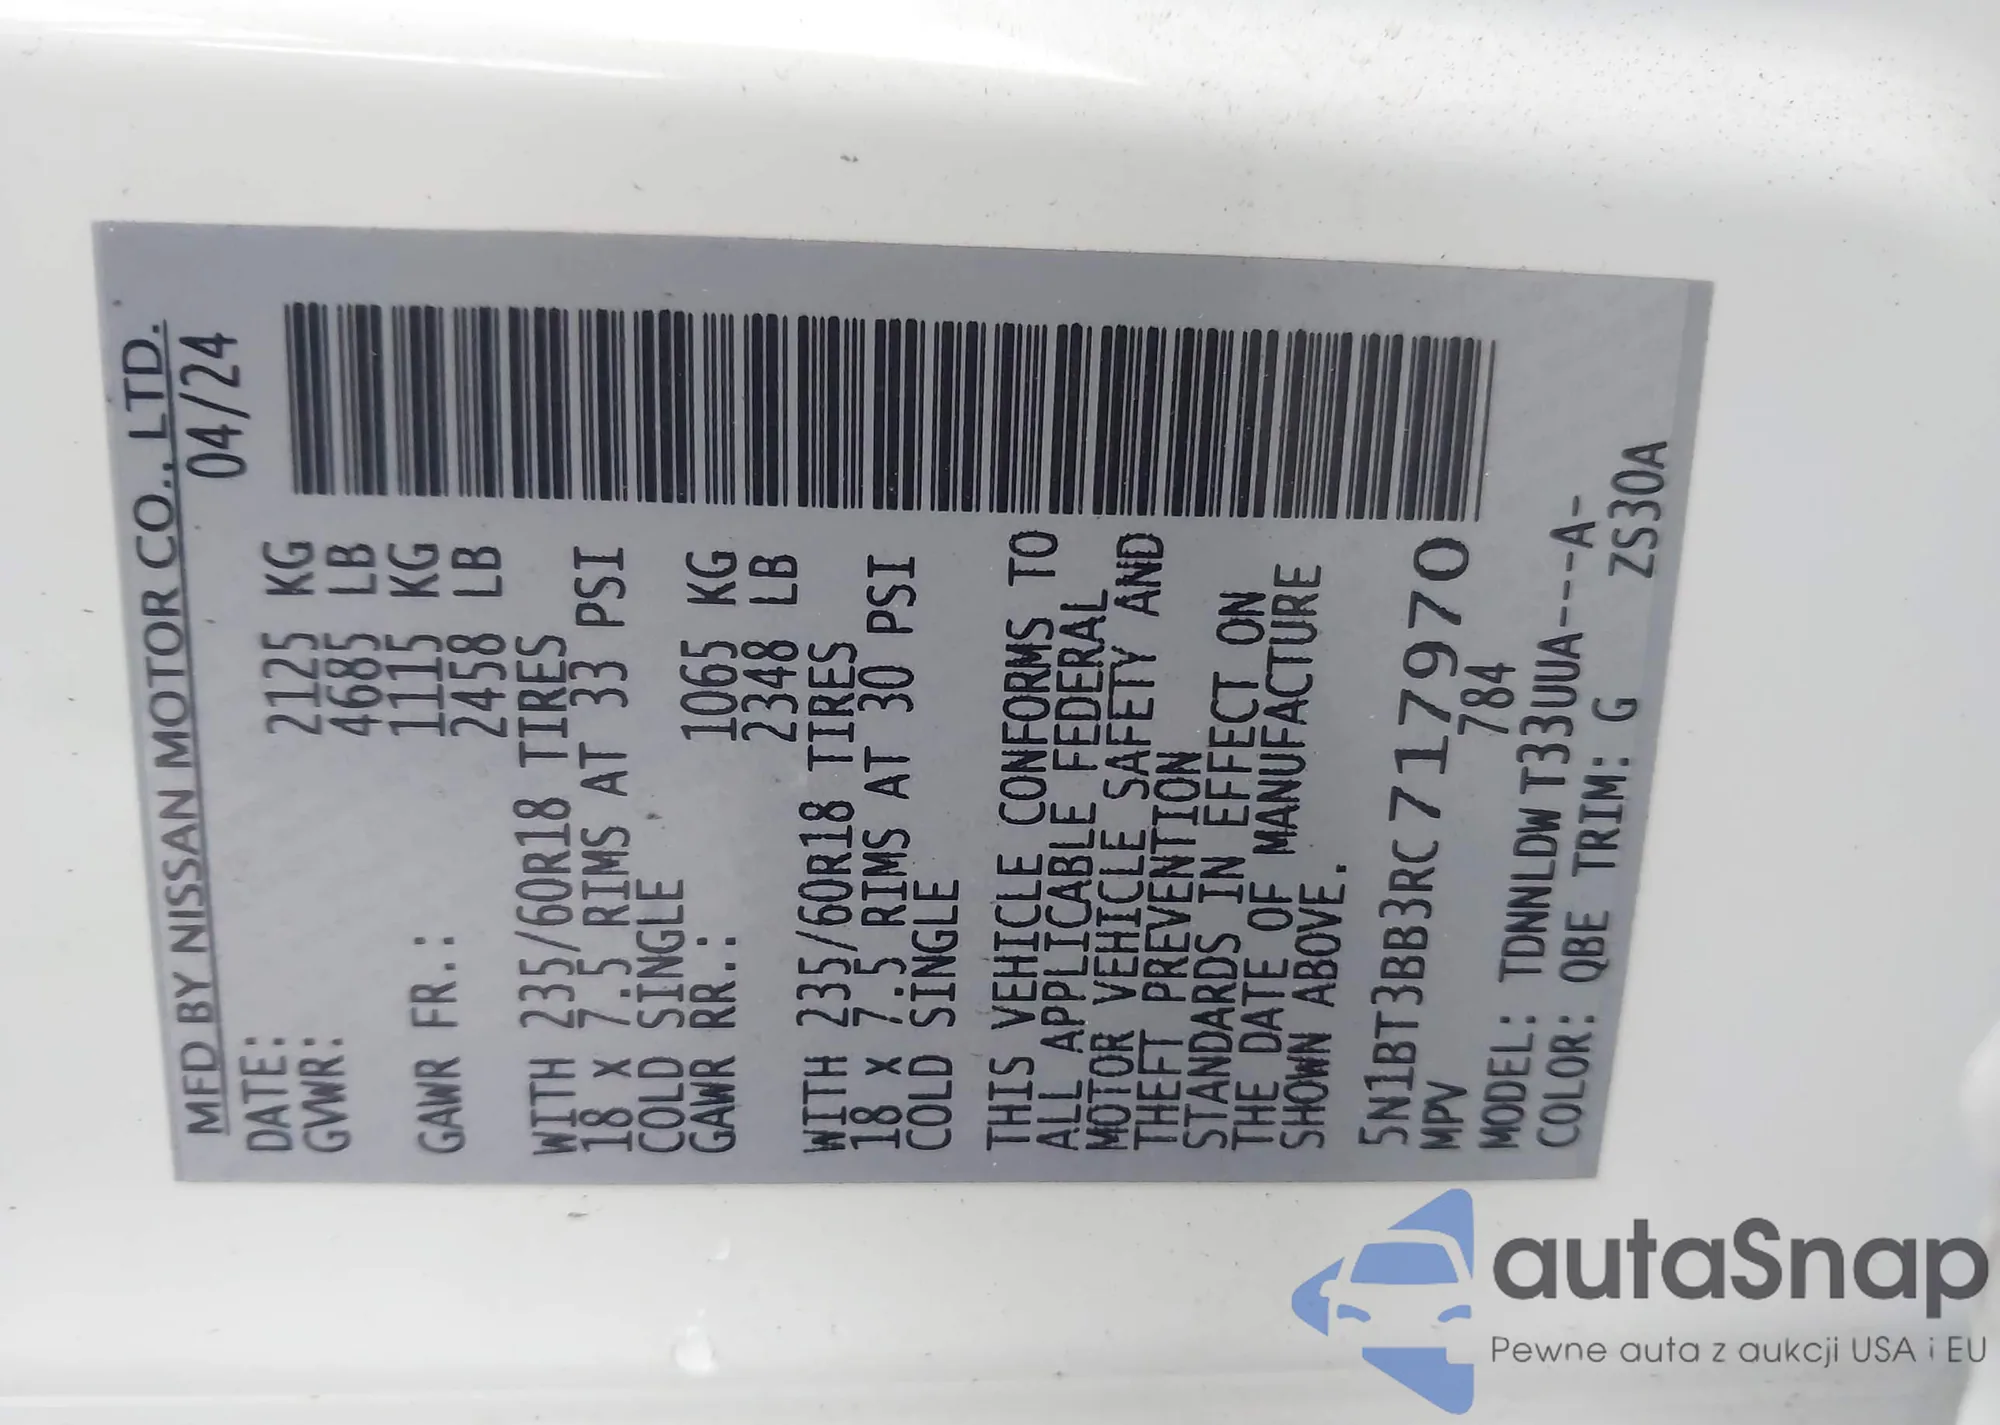 MFD BY NISSAN MOTOR CO., LTD.
DATE: 04/24
GVWR: 2125 KG
4685 LB
GAWR FR.: 1115 KG
2458 LB
WITH 235/60R18 TIRES
18 X 7.5 RIMS AT 33 PSI
COLD SINGLE
GAWR RR.: 1065 KG
2348 LB
WITH 235/60R18 TIRES
18 X 7.5 RIMS AT 30 PSI
COLD SINGLE
THIS VEHICLE CONFORMS TO
ALL APPLICABLE FEDERAL
MOTOR VEHICLE SAFETY AND
THEFT PREVENTION
STANDARDS IN EFFECT ON
THE DATE OF MANUFACTURE
SHOWN ABOVE.
5N1BT3BB3RC717970
MPV 784
MODEL: TDNNLDW T33UUA---A-
COLOR: QBE TRIM: G ZS30A
autaSnap
Pewne auta z aukcji USA i EU